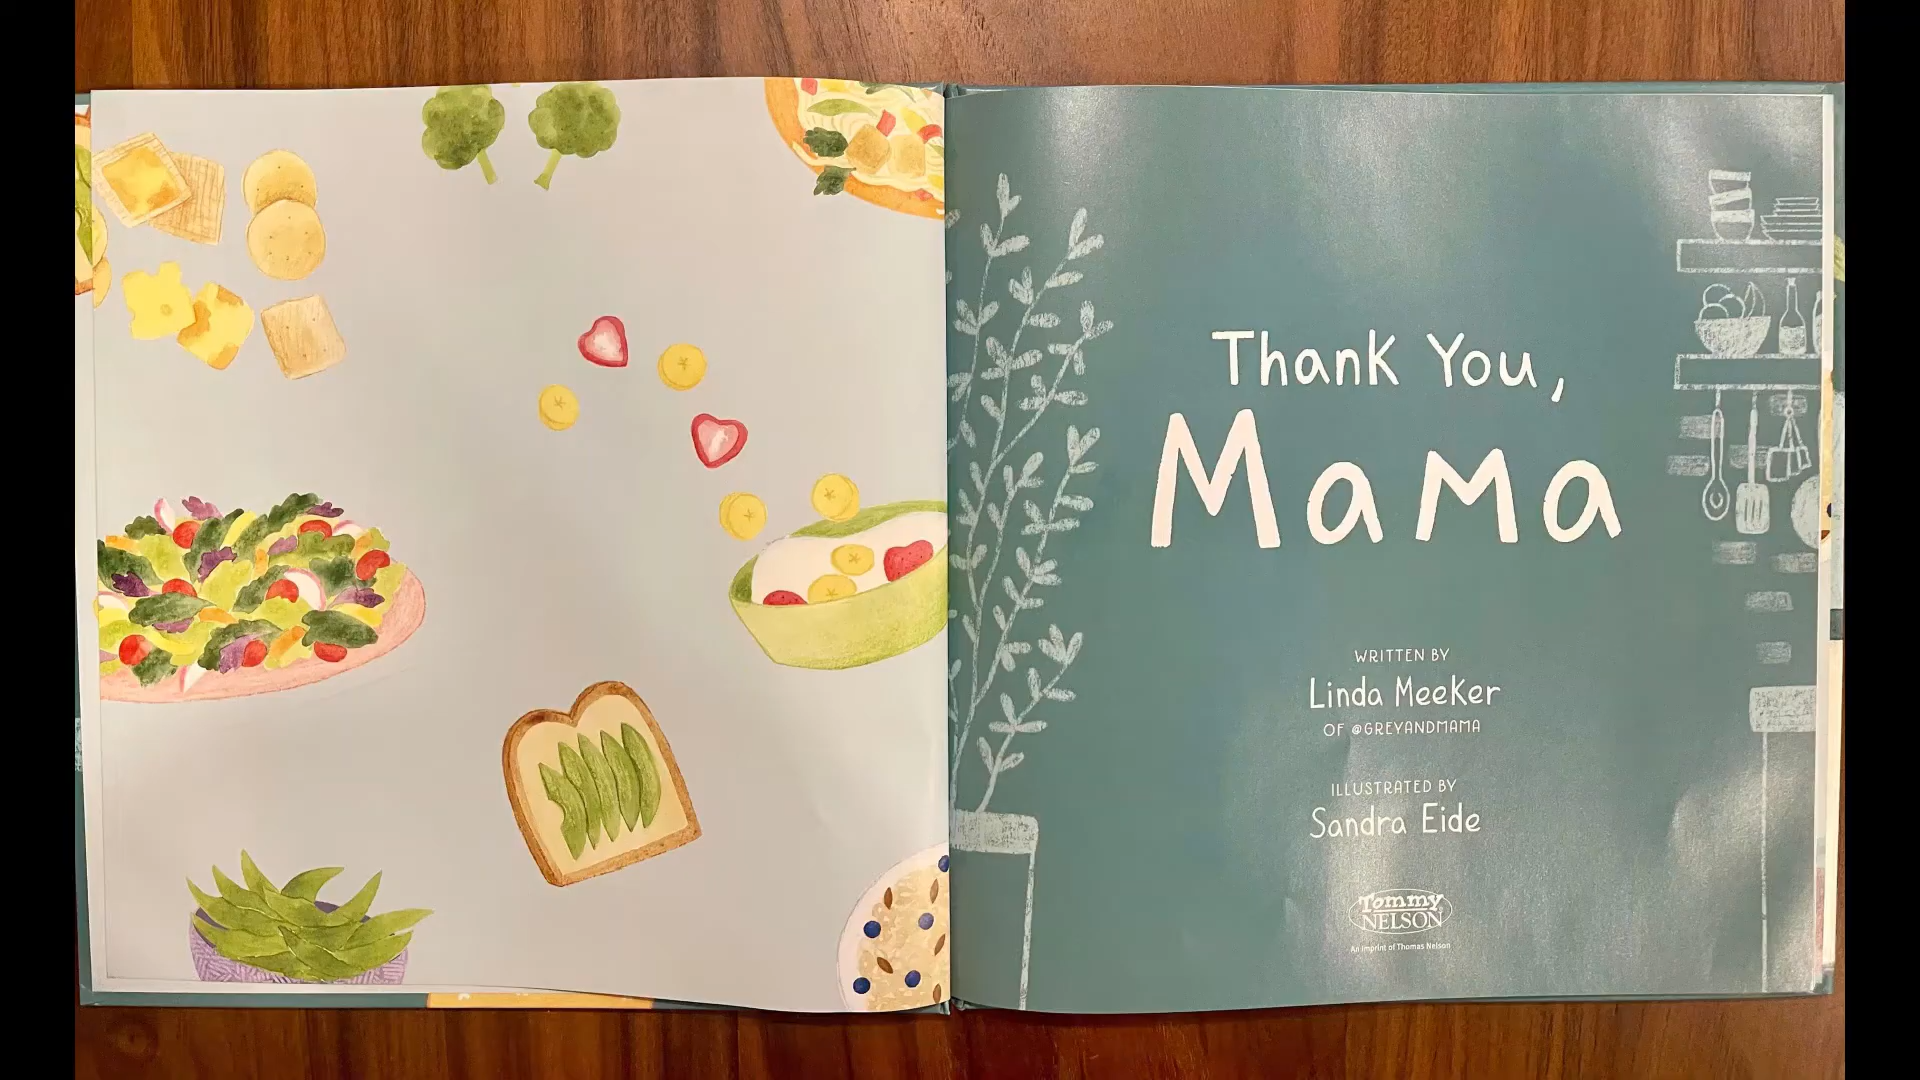 Thank You,
Mama
WRITTEN BY
Linda Meeker
OF @GREYANDMAMA
ILLUSTRATED BY
Sandra Eide
Tommy
NELSON
An Imprint of Thomas Nelson